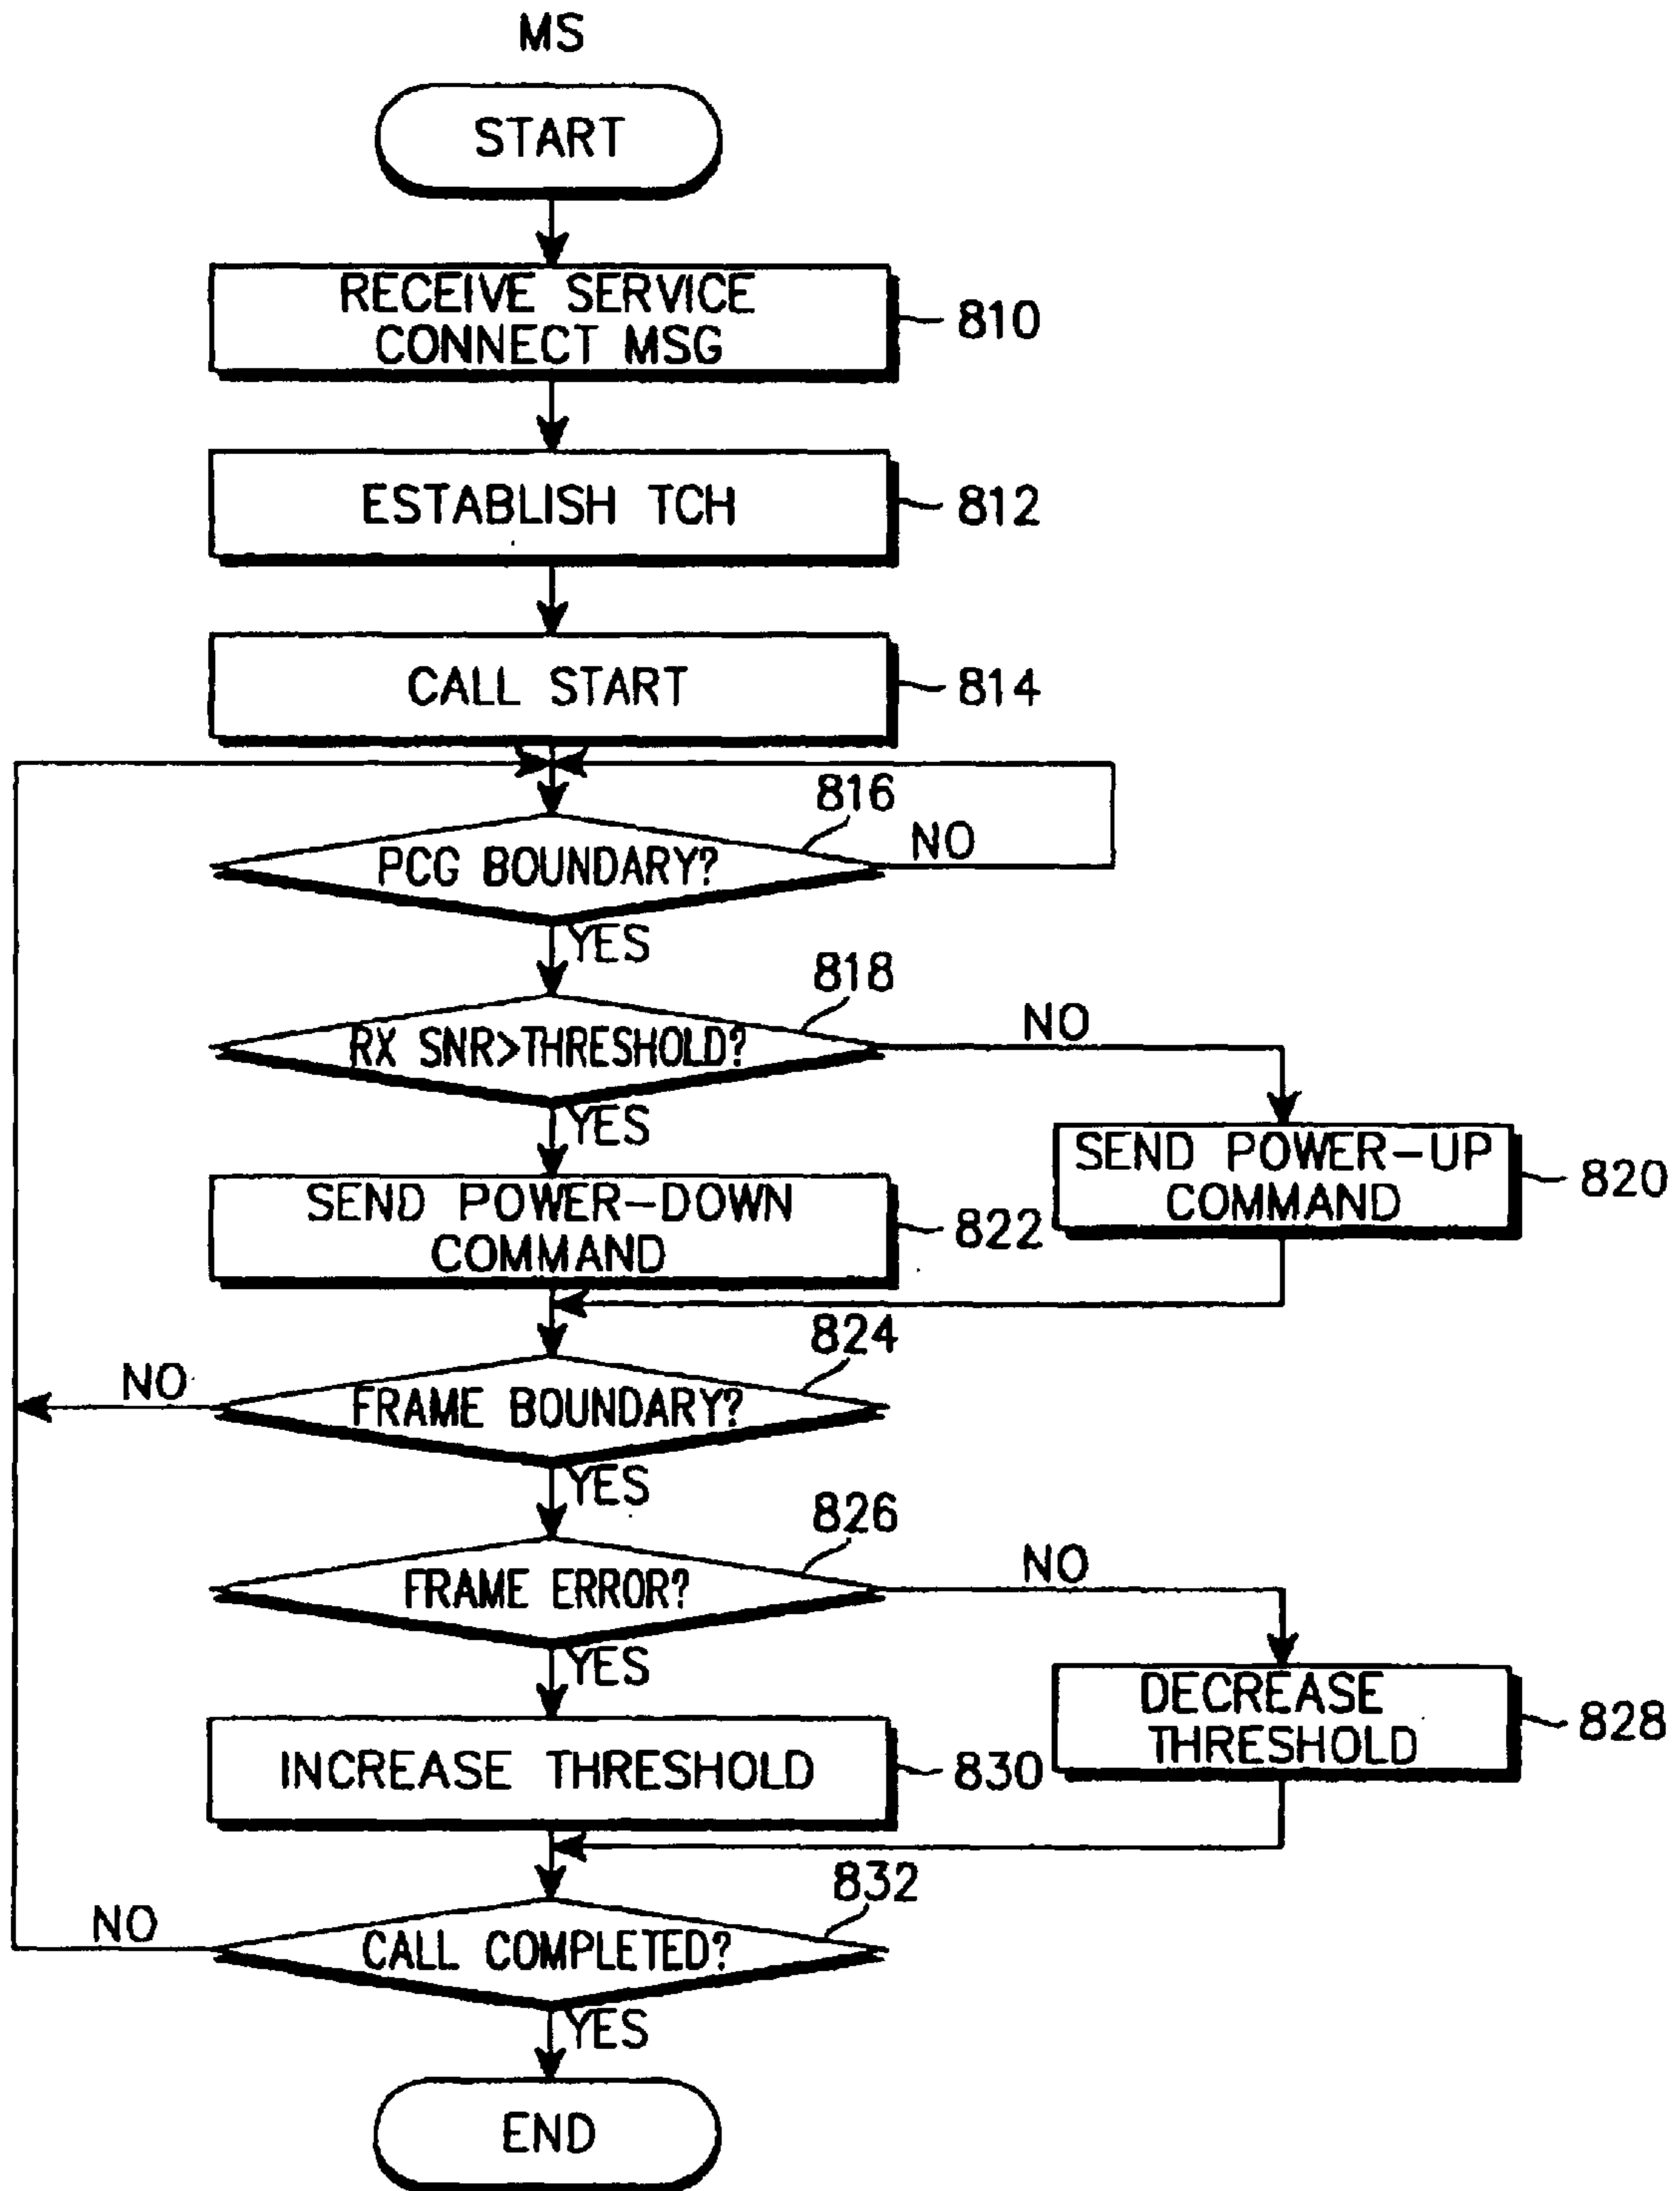 MS
START
RECEIVE SERVICE
CONNECT MSG
810
ESTABLISH TCH
812
CALL START
814
816
PCG BOUNDARY?
NO
YES
818
RX SNR>THRESHOLD?
NO
YES
SEND POWER-UP
COMMAND
820
SEND POWER-DOWN
COMMAND
822
824
NO
FRAME BOUNDARY?
YES
826
FRAME ERROR?
NO
YES
DECREASE
THRESHOLD
828
INCREASE THRESHOLD
830
832
NO
CALL COMPLETED?
YES
END